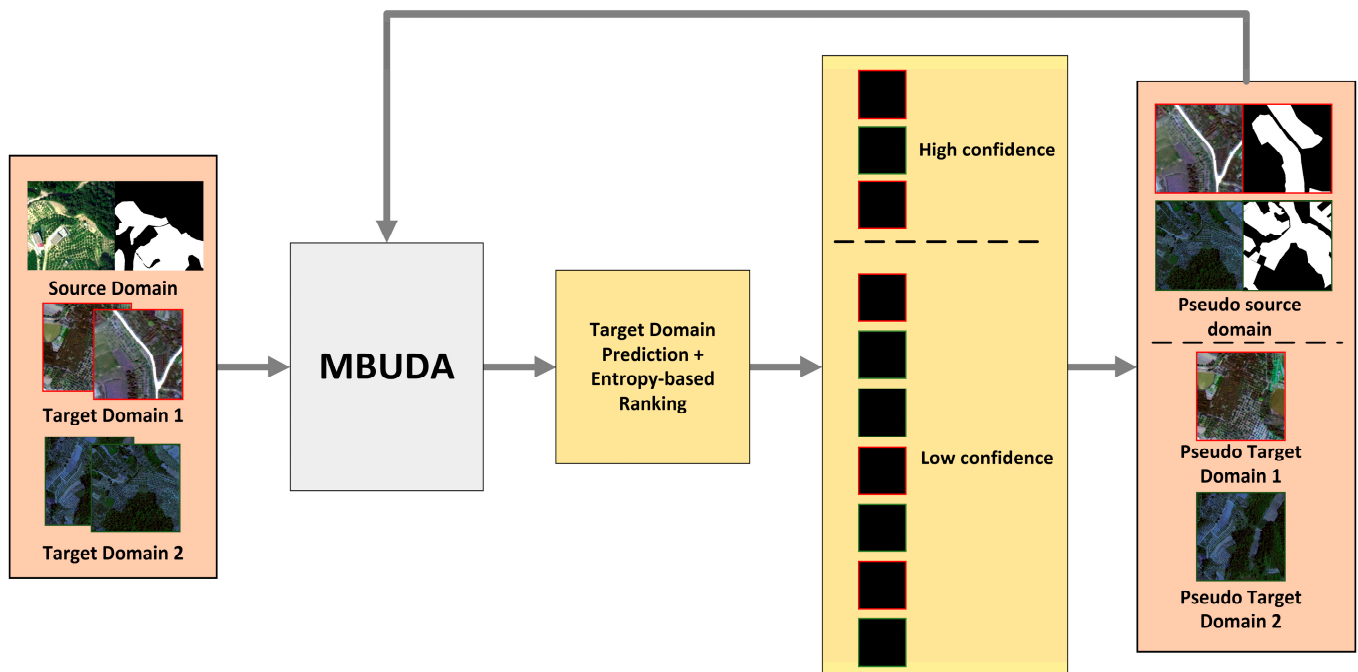 Source Domain
Target Domain 1
Target Domain 2
MBUDA
Target Domain
Prediction +
Entropy-based
Ranking
High confidence
Low confidence
Pseudo source
domain
Pseudo Target
Domain 1
Pseudo Target
Domain 2